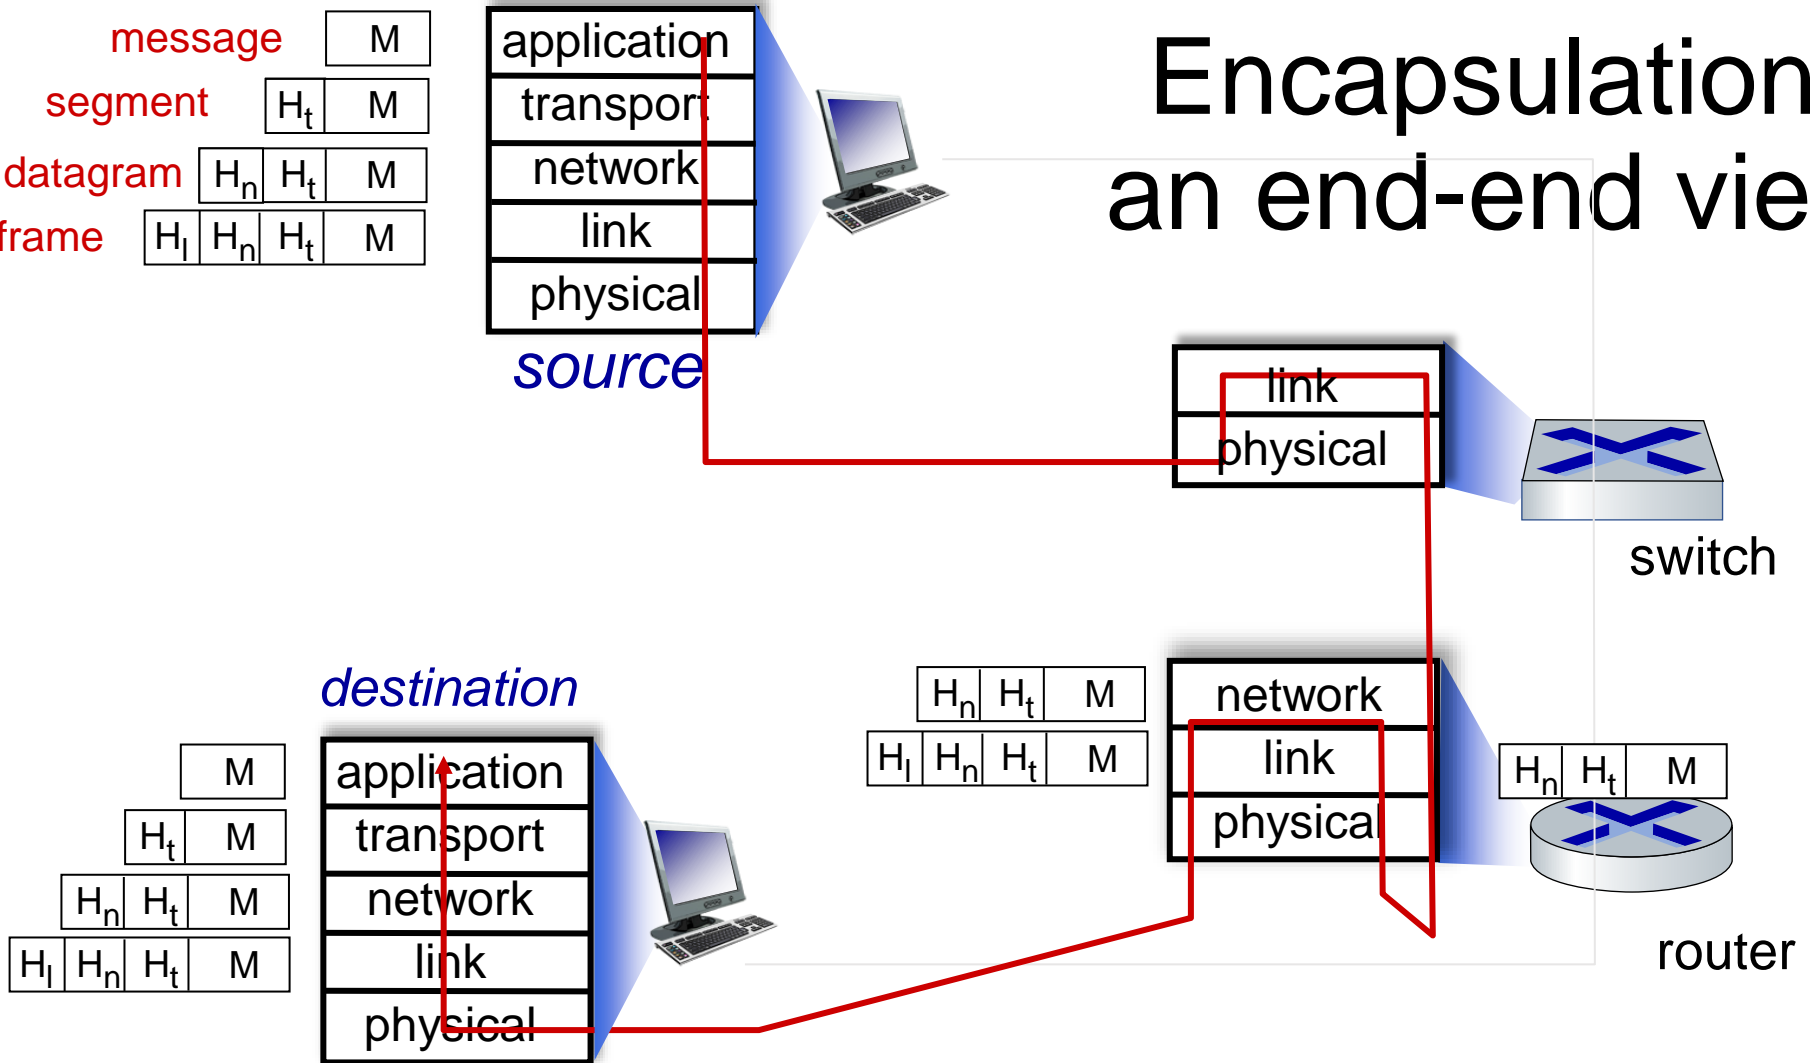 Encapsulation
an end-end vie
message M
segment Ht M
datagram Hn Ht M
frame Hl Hn Ht M
application
transport
network
link
physical
source
link
physical
switch
Hn Ht M
Hl Hn Ht M
network
link
physical
Hn Ht M
router
destination
M
Ht M
Hn Ht M
Hl Hn Ht M
application
transport
network
link
physical